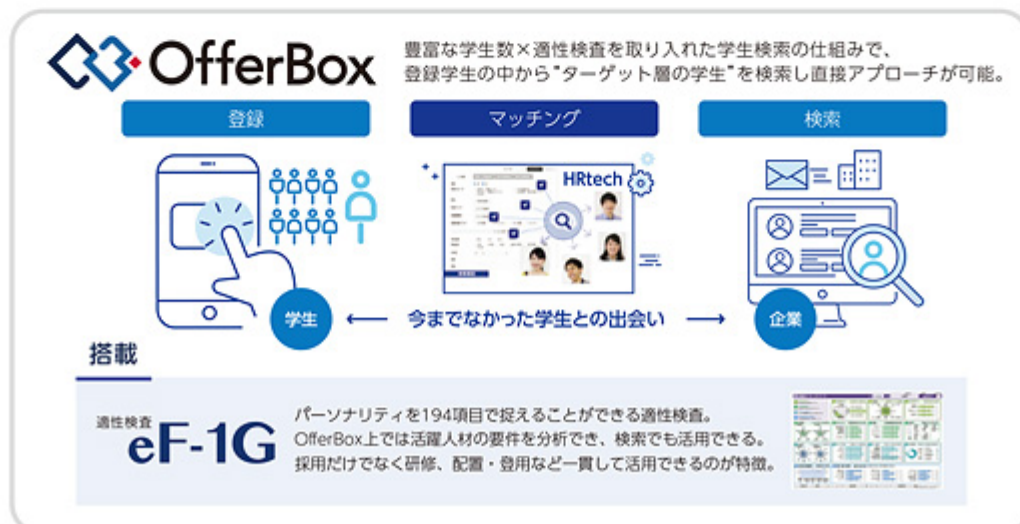 OfferBox
豊富な学生数×適性検査を取り入れた学生検索の仕組みで、
登録学生の中から“ターゲット層の学生”を検索し直接アプローチが可能。
登録
マッチング
検索
HRtech
学生
今までなかった学生との出会い
企業
搭載
適性検査
eF-1G
パーソナリティを194項目で捉えることができる適性検査。
OfferBox上では活躍人材の要件を分析でき、検索でも活用できる。
採用だけでなく研修、配置・登用など一貫して活用できるのが特徴。